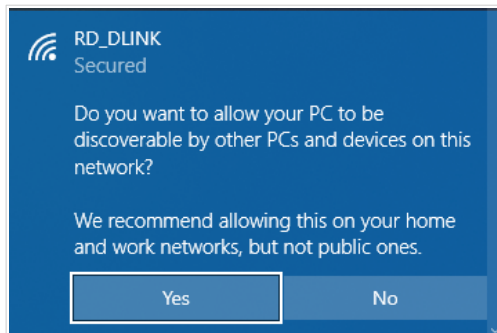 RD_DLINK
Secured
Do you want to allow your PC to be
discoverable by other PCs and devices on this
network?
We recommend allowing this on your home
and work networks, but not public ones.
Yes
No